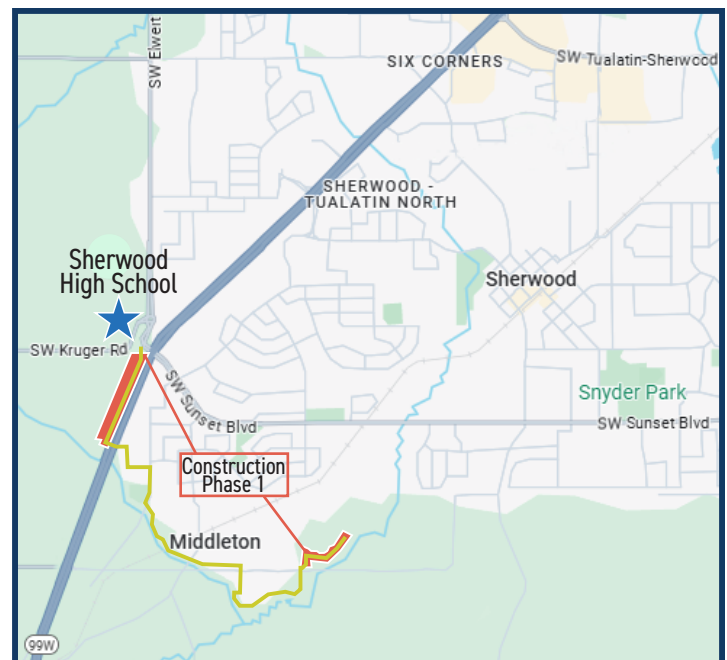 SW Elwert
SIX CORNERS
SW Tualatin-Sherwood
SHERWOOD -
TUALATIN NORTH
Sherwood
High School
Sherwood
SW Kruger Rd
SW Sunset Blvd
Snyder Park
SW Sunset Blvd
Construction
Phase 1
Middleton
99W